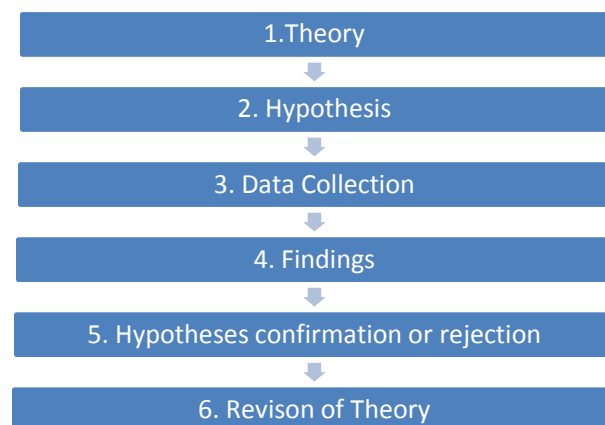 1.Theory
2. Hypothesis
3. Data Collection
4. Findings
5. Hypotheses confirmation or rejection
6. Revison of Theory